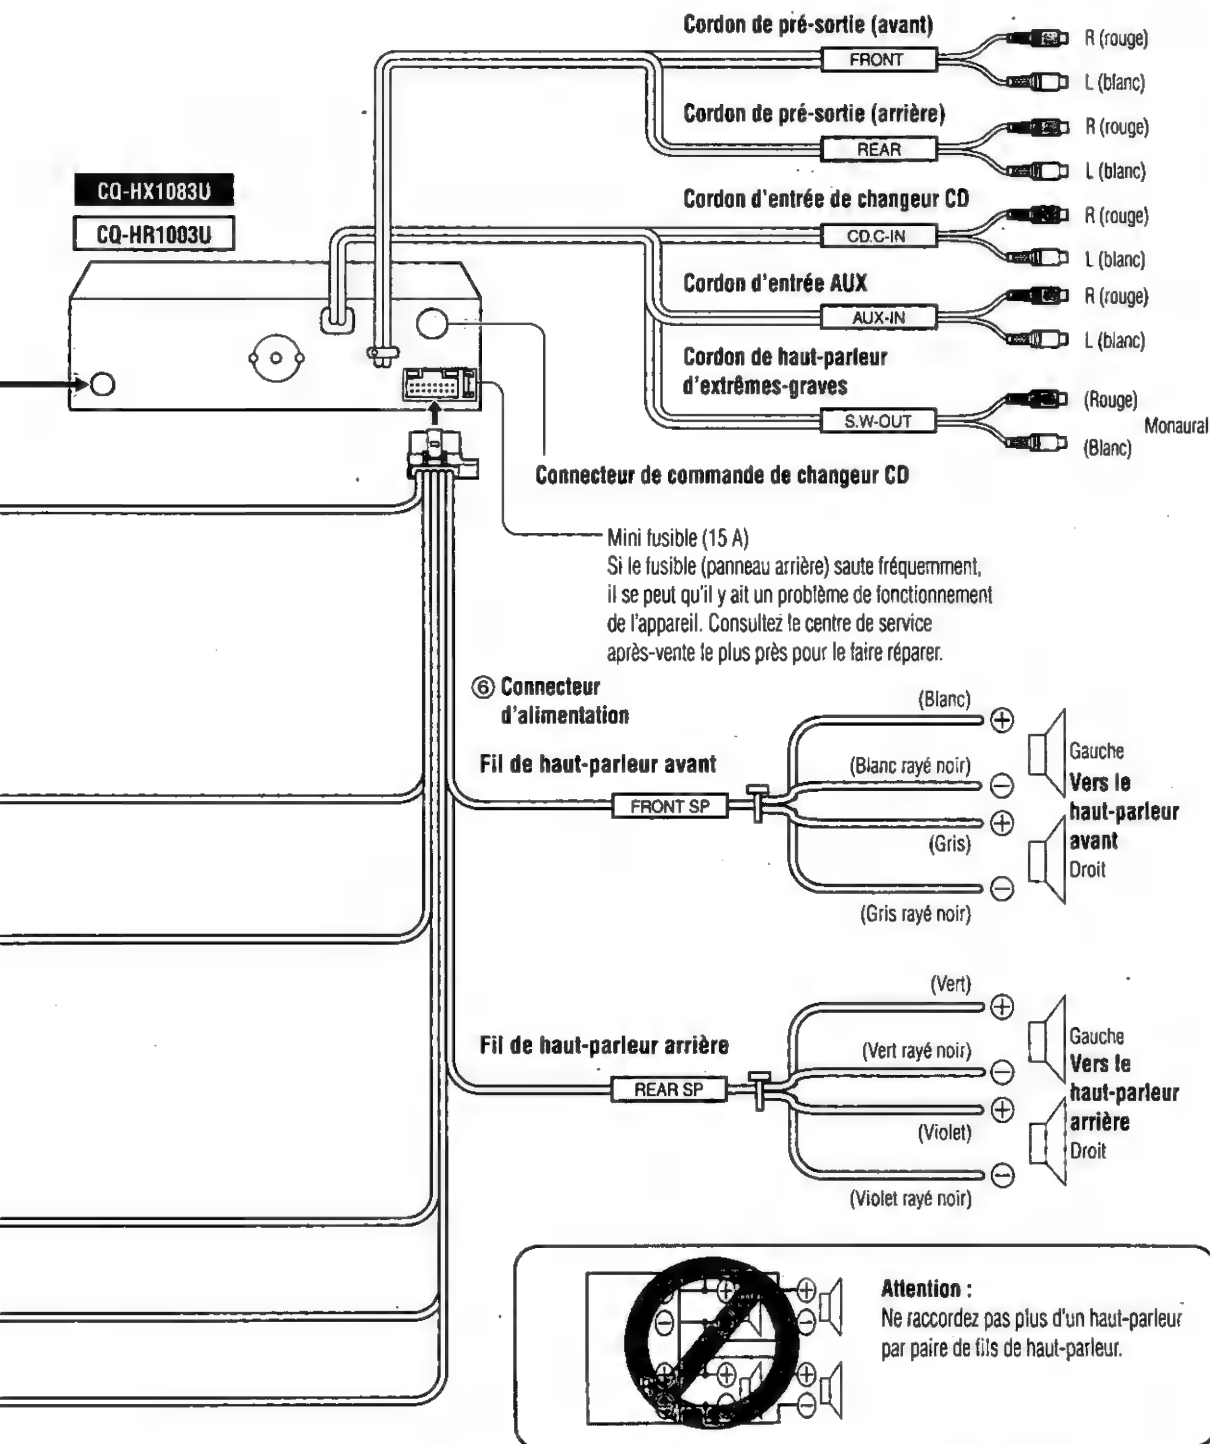 Cordon de pré-sortie (avant)
FRONT
R (rouge)
L (blanc)
Cordon de pré-sortie (arrière)
REAR
R (rouge)
L (blanc)
CQ-HX1083U
CQ-HR1003U
Cordon d'entrée de changeur CD
CD.C-IN
R (rouge)
L (blanc)
Cordon d'entrée AUX
AUX-IN
R (rouge)
L (blanc)
Cordon de haut-parleur
d'extrêmes-graves
S.W-OUT
(Rouge)
(Blanc)
Monaural
Connecteur de commande de changeur CD
Mini fusible (15 A)
Si le fusible (panneau arrière) saute fréquemment,
il se peut qu'il y ait un problème de fonctionnement
de l'appareil. Consultez le centre de service
après-vente le plus près pour le faire réparer.
⑥ Connecteur
d'alimentation
Fil de haut-parleur avant
FRONT SP
(Blanc)
⊕
(Blanc rayé noir)
⊖
(Gris)
⊕
(Gris rayé noir)
⊖
Gauche
Vers le
haut-parleur
avant
Droit
Fil de haut-parleur arrière
REAR SP
(Vert)
⊕
(Vert rayé noir)
⊖
(Violet)
⊕
(Violet rayé noir)
⊖
Gauche
Vers le
haut-parleur
arrière
Droit
Attention :
Ne raccordez pas plus d'un haut-parleur
par paire de fils de haut-parleur.